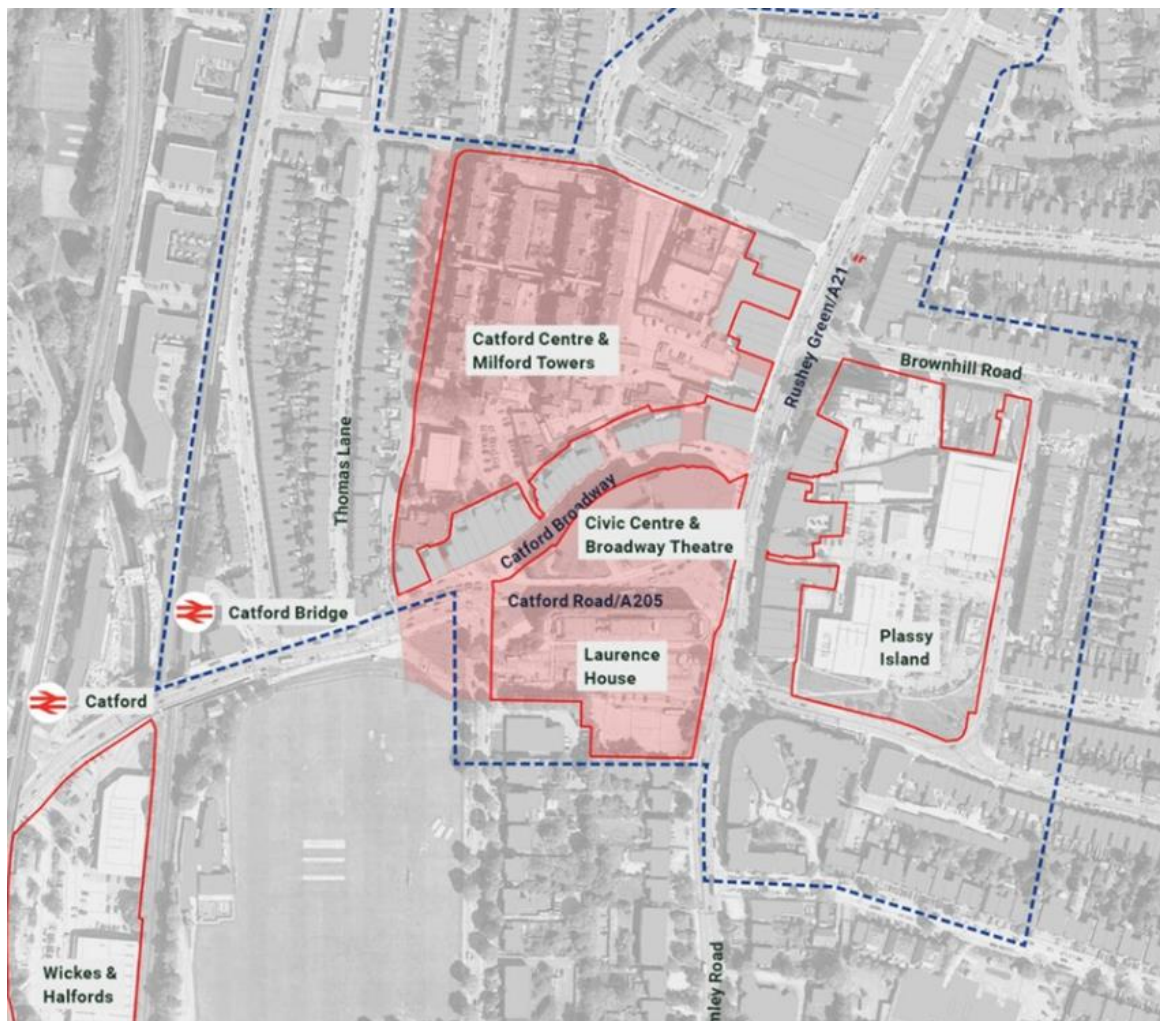 Rushey Green/A21
Brownhill Road
Catford Centre &
Milford Towers
Thomas Lane
Catford Broadway
Civic Centre &
Broadway Theatre
Catford Road/A205
Catford Bridge
Laurence
House
Plassy
Island
Catford
Wickes &
Halfords
nley Road